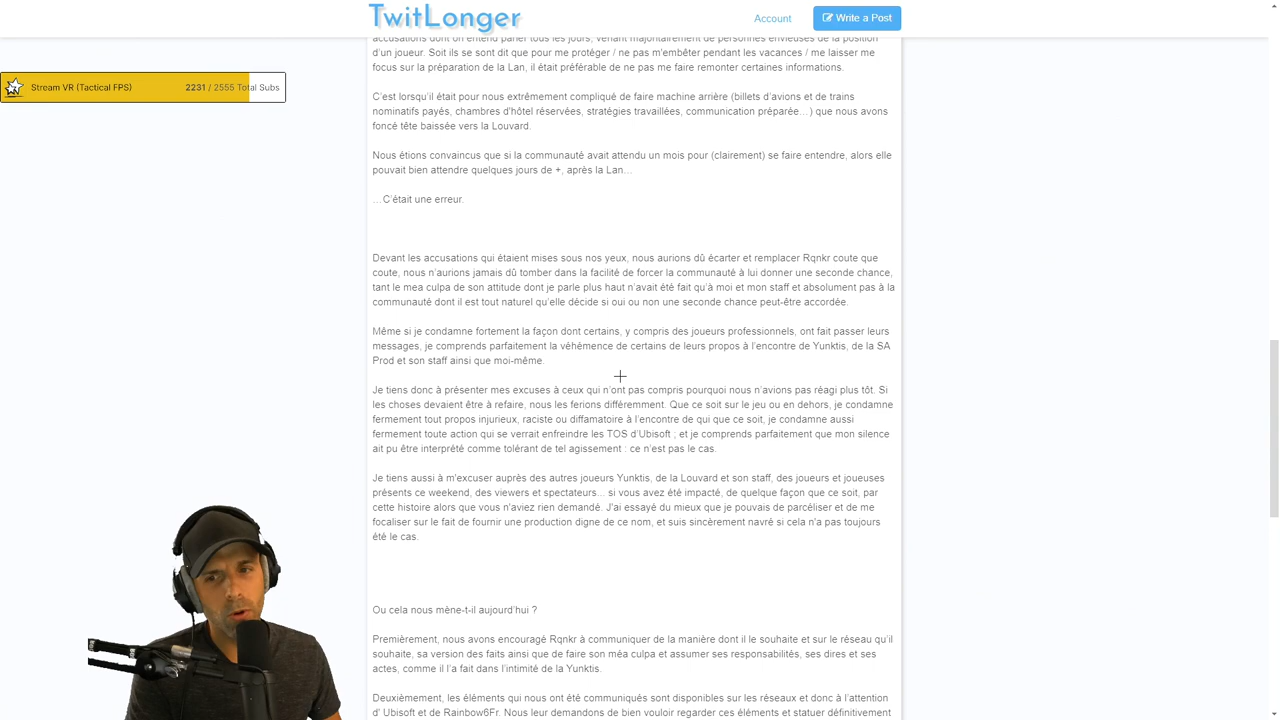 TwitLonger
Account
Write a Post
accusations dont on entend parler tous les jours, venant majoritairement de personnes envieuses de la position
d'un joueur. Soit ils se sont dit que pour me protéger / ne pas m'embêter pendant les vacances / me laisser me
focus sur la préparation de la Lan, il était préférable de ne pas me faire remonter certaines informations.
Stream VR (Tactical FPS)
2231 / 2555 Total Subs
C'est lorsqu'il était pour nous extrêmement compliqué de faire machine arrière (billets d'avions et de trains
nominatifs payés, chambres d'hôtel réservées, stratégies travaillées, communication préparée…) que nous avons
foncé tête baissée vers la Louvard.
Nous étions convaincus que si la communauté avait attendu un mois pour (clairement) se faire entendre, alors elle
pouvait bien attendre quelques jours de +, après la Lan…
…C'était une erreur.
Devant les accusations qui étaient mises sous nos yeux, nous aurions dû écarter et remplacer Rqnkr coute que
coute, nous n'aurions jamais dû tomber dans la facilité de forcer la communauté à lui donner une seconde chance,
tant le mea culpa de son attitude dont je parle plus haut n'avait été fait qu'à moi et mon staff et absolument pas à la
communauté dont il est tout naturel qu'elle décide si oui ou non une seconde chance peut-être accordée.
Même si je condamne fortement la façon dont certains, y compris des joueurs professionnels, ont fait passer leurs
messages, je comprends parfaitement la véhémence de certains de leurs propos à l'encontre de Yunktis, de la SA
Prod et son staff ainsi que moi-même.
Je tiens donc à présenter mes excuses à ceux qui n'ont pas compris pourquoi nous n'avions pas réagi plus tôt. Si
les choses devaient être à refaire, nous les ferions différemment. Que ce soit sur le jeu ou en dehors, je condamne
fermement tout propos injurieux, raciste ou diffamatoire à l'encontre de qui que ce soit, je condamne aussi
fermement toute action qui se verrait enfreindre les TOS d'Ubisoft ; et je comprends parfaitement que mon silence
ait pu être interprété comme tolérant de tel agissement : ce n'est pas le cas.
Je tiens aussi à m'excuser auprès des autres joueurs Yunktis, de la Louvard et son staff, des joueurs et joueuses
présents ce weekend, des viewers et spectateurs... si vous avez été impacté, de quelque façon que ce soit, par
cette histoire alors que vous n'aviez rien demandé. J'ai essayé du mieux que je pouvais de parcéliser et de me
focaliser sur le fait de fournir une production digne de ce nom, et suis sincèrement navré si cela n'a pas toujours
été le cas.
Ou cela nous mène-t-il aujourd'hui ?
Premièrement, nous avons encouragé Rqnkr à communiquer de la manière dont il le souhaite et sur le réseau qu'il
souhaite, sa version des faits ainsi que de faire son méa culpa et assumer ses responsabilités, ses dires et ses
actes, comme il l'a fait dans l'intimité de la Yunktis.
Deuxièmement, les éléments qui nous ont été communiqués sont disponibles sur les réseaux et donc à l'attention
d' Ubisoft et de Rainbow6Fr. Nous leur demandons de bien vouloir regarder ces éléments et statuer définitivement